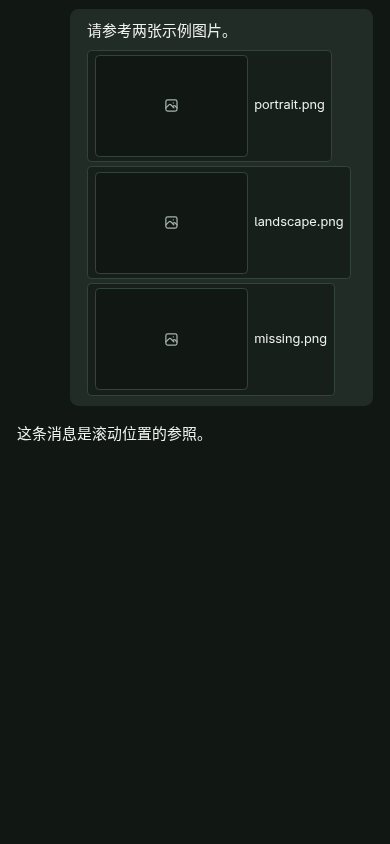 请参考两张示例图片。
portrait.png
landscape.png
missing.png
这条消息是滚动位置的参照。